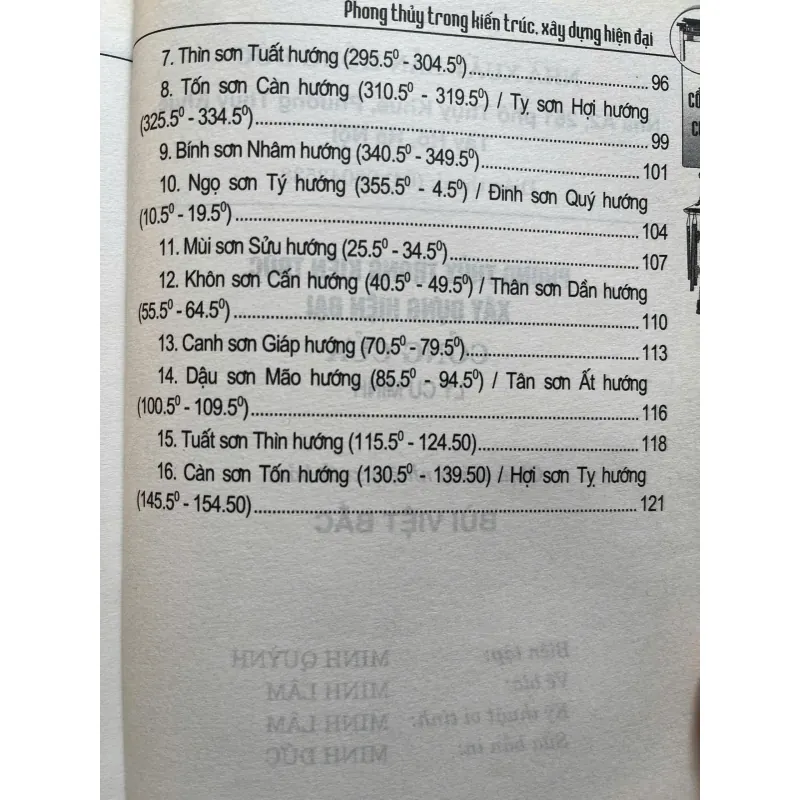 Phong thủy trong kiến trúc, xây dựng hiện đại
7. Thìn sơn Tuất hướng (295.5⁰ - 304.5⁰)........................................96
8. Tốn sơn Càn hướng (310.5⁰ - 319.5⁰) / Tỵ sơn Hợi hướng
(325.5⁰ - 334.5⁰)........................................99
9. Bính sơn Nhâm hướng (340.5⁰ - 349.5⁰)........................................101
10. Ngọ sơn Tý hướng (355.5⁰ - 4.5⁰) / Đinh sơn Quý hướng
(10.5⁰ - 19.5⁰)........................................104
11. Mùi sơn Sửu hướng (25.5⁰ - 34.5⁰)........................................107
12. Khôn sơn Cấn hướng (40.5⁰ - 49.5⁰) / Thân sơn Dần hướng
(55.5⁰ - 64.5⁰)........................................110
13. Canh sơn Giáp hướng (70.5⁰ - 79.5⁰)........................................113
14. Dậu sơn Mão hướng (85.5⁰ - 94.5⁰) / Tân sơn Ất hướng
(100.5⁰ - 109.5⁰)........................................116
15. Tuất sơn Thìn hướng (115.5⁰ - 124.50)........................................118
16. Càn sơn Tốn hướng (130.5⁰ - 139.50) / Hợi sơn Tỵ hướng
(145.5⁰ - 154.50)........................................121